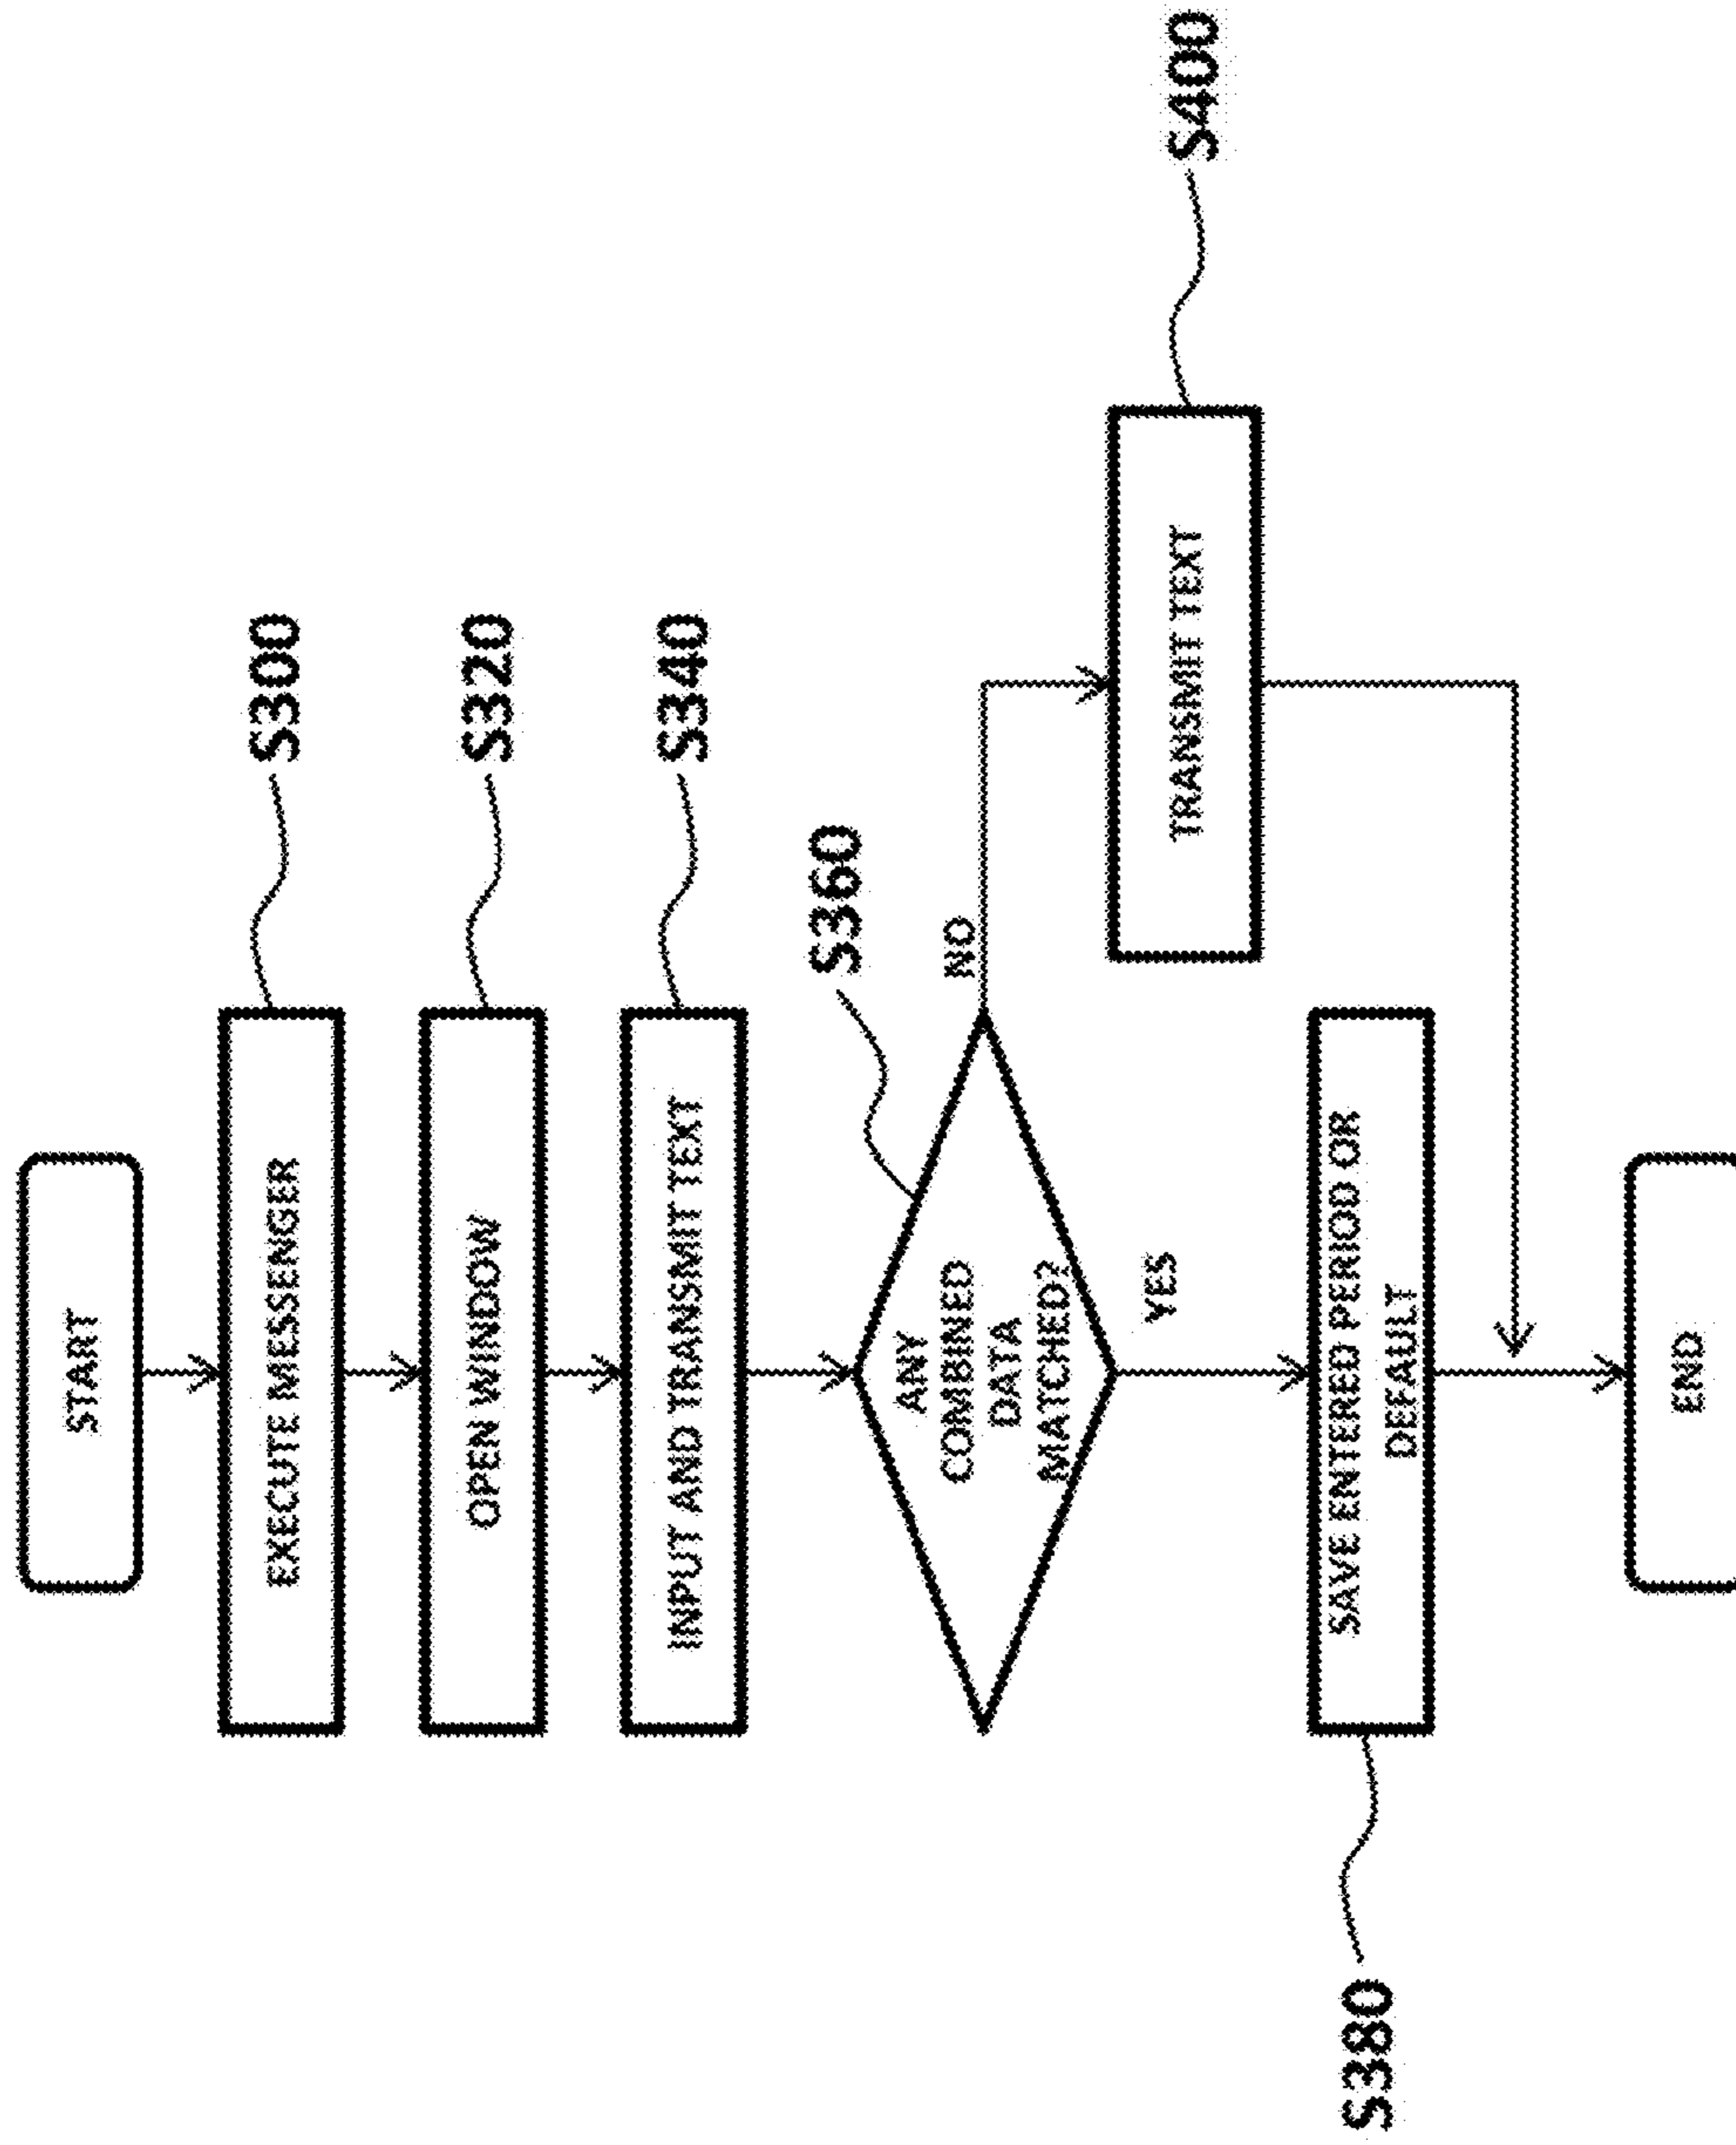 START
EXECUTE MESSENGER
S300
OPEN WINDOW
S320
INPUT AND TRANSMIT TEXT
S340
S360
ANY
COMBINED
DATA
MATCHED?
NO
YES
TRANSMIT TEXT
S400
S380
SAVE ENTERED PERIOD OR
DEFAULT
END